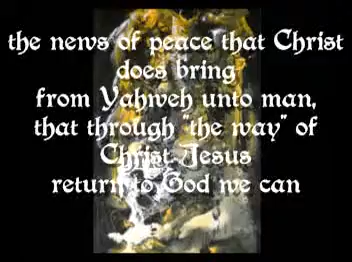 the news of peace that Christ
does bring
from Yahweh unto man,
that through "the way" of
Christ Jesus
return to God we can